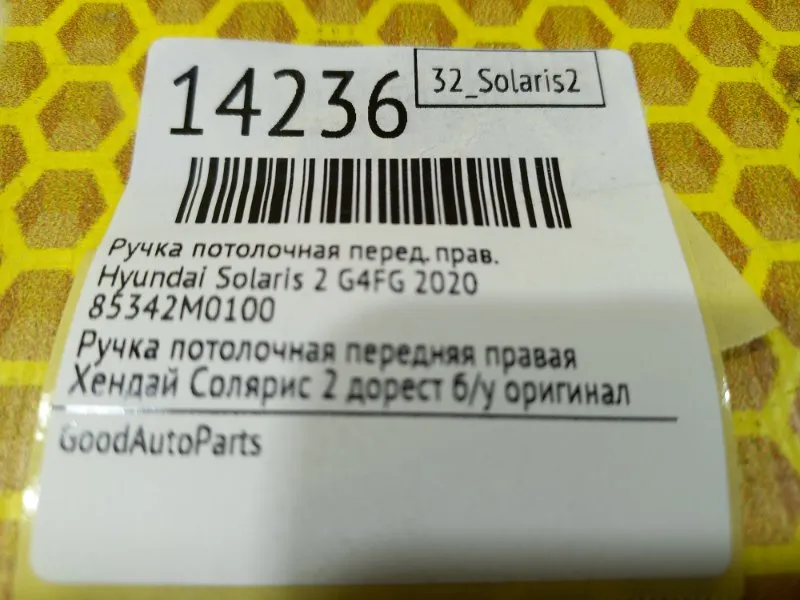 14236
32_Solaris2
Ручка потолочная перед. прав.
Hyundai Solaris 2 G4FG 2020
85342M0100
Ручка потолочная передняя правая
Хендай Солярис 2 дорест б/у оригинал
GoodAutoParts